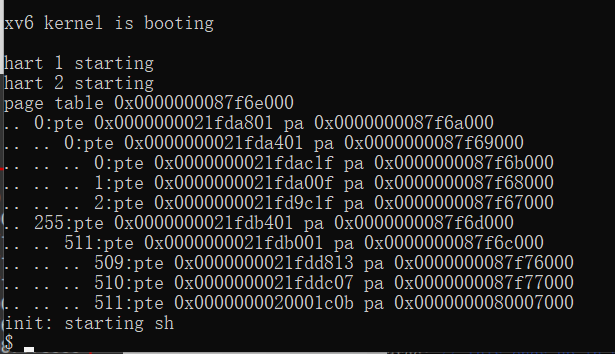 xv6 kernel is booting
hart 1 starting
hart 2 starting
page table 0x0000000087f6e000
.. 0:pte 0x0000000021fda801 pa 0x0000000087f6a000
.. .. 0:pte 0x0000000021fda401 pa 0x0000000087f69000
.. .. .. 0:pte 0x0000000021fdac1f pa 0x0000000087f6b000
.. .. .. 1:pte 0x0000000021fda00f pa 0x0000000087f68000
.. .. .. 2:pte 0x0000000021fd9c1f pa 0x0000000087f67000
.. 255:pte 0x0000000021fdb401 pa 0x0000000087f6d000
.. .. 511:pte 0x0000000021fdb001 pa 0x0000000087f6c000
.. .. .. 509:pte 0x0000000021fdd813 pa 0x0000000087f76000
.. .. .. 510:pte 0x0000000021fddc07 pa 0x0000000087f77000
.. .. .. 511:pte 0x0000000020001c0b pa 0x0000000080007000
init: starting sh
$